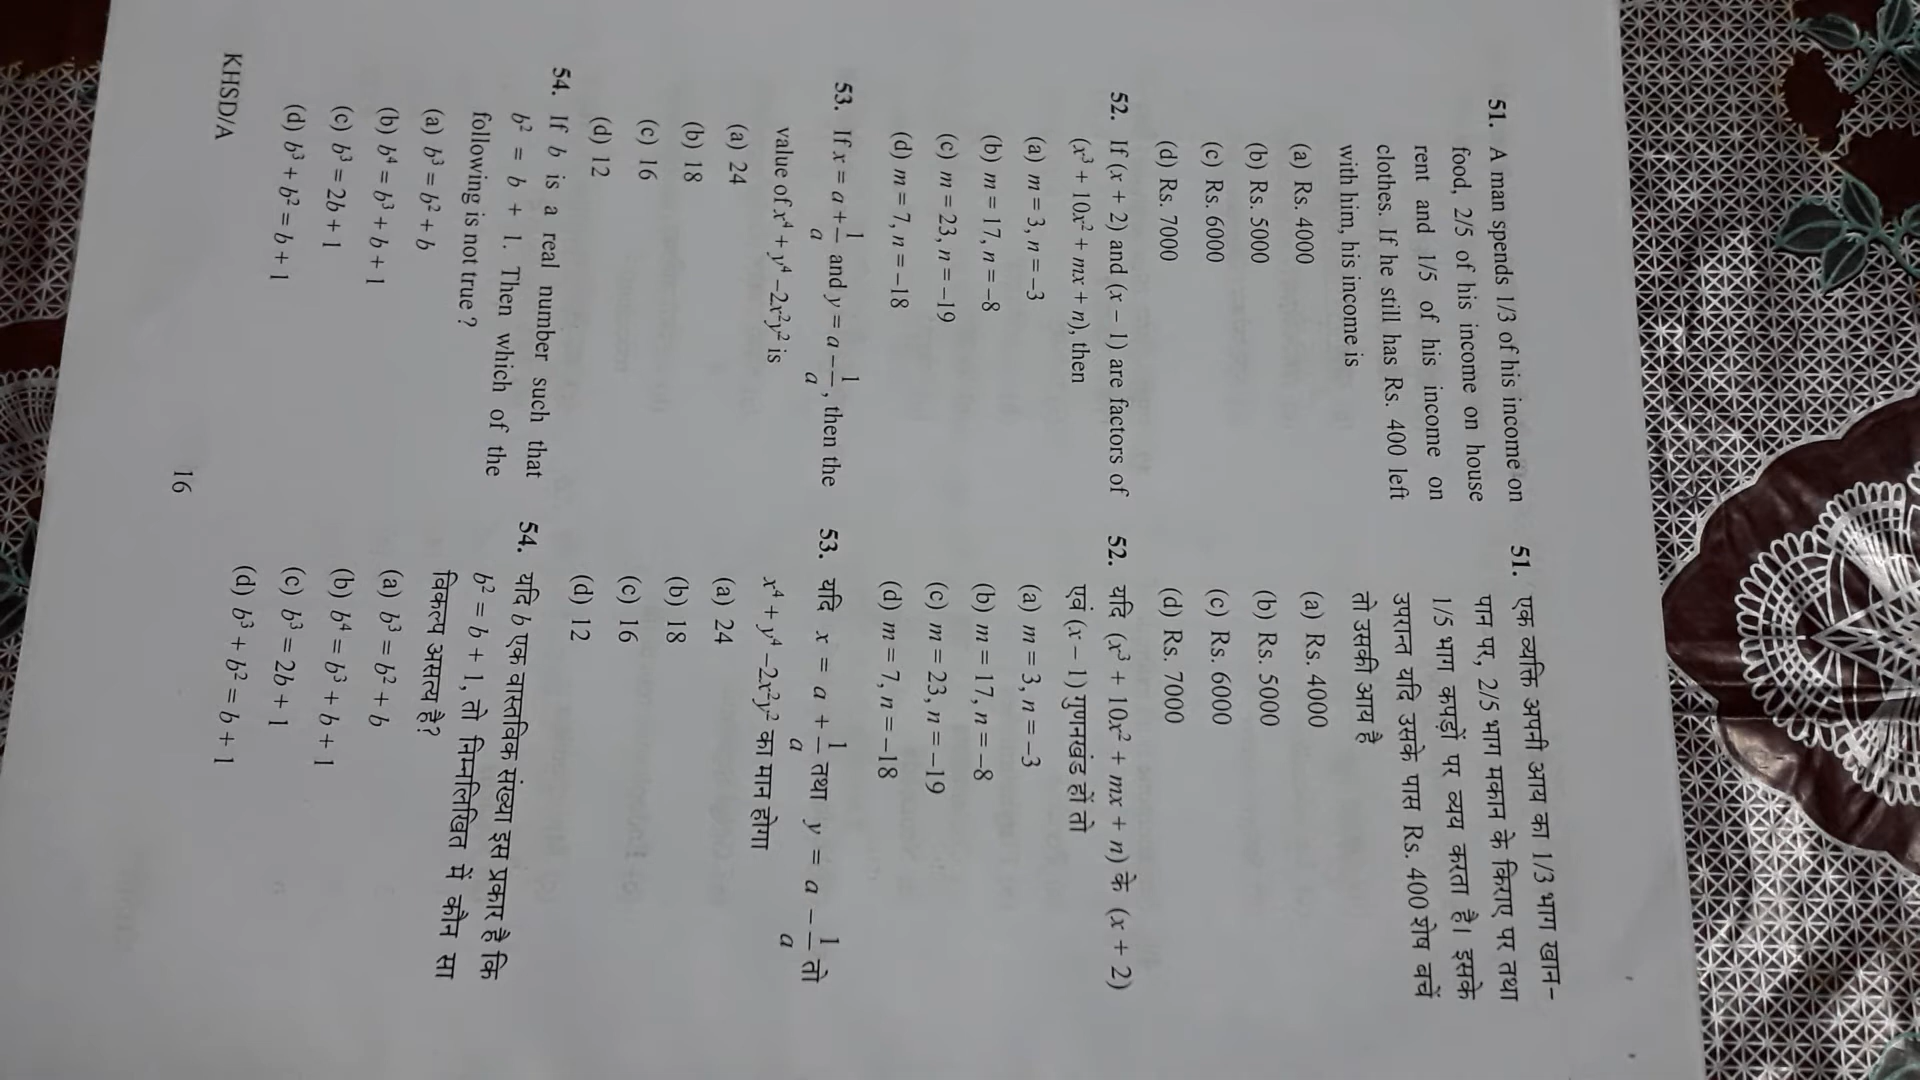 51. A man spends 1/3 of his income on
food, 2/5 of his income on house
rent and 1/5 of his income on
clothes. If he still has Rs. 400 left
with him, his income is
(a) Rs. 4000
(b) Rs. 5000
(c) Rs. 6000
(d) Rs. 7000
52. If (x + 2) and (x – 1) are factors of
(x³ + 10x² + mx + n), then
(a) m = 3, n = –3
(b) m = 17, n = –8
(c) m = 23, n = –19
(d) m = 7, n = –18
53. If x = a + 1/a and y = a – 1/a, then the
value of x⁴ + y⁴ – 2x²y² is
(a) 24
(b) 18
(c) 16
(d) 12
54. If b is a real number such that
b² = b + 1. Then which of the
following is not true ?
(a) b³ = b² + b
(b) b⁴ = b³ + b + 1
(c) b³ = 2b + 1
(d) b³ + b² = b + 1
51. एक व्यक्ति अपनी आय का 1/3 भाग खान-
पान पर, 2/5 भाग मकान के किराए पर तथा
1/5 भाग कपड़ों पर व्यय करता है। इसके
उपरान्त यदि उसके पास Rs. 400 शेष बचें
तो उसकी आय है
(a) Rs. 4000
(b) Rs. 5000
(c) Rs. 6000
(d) Rs. 7000
52. यदि (x³ + 10x² + mx + n) के (x + 2)
एवं (x – 1) गुणनखंड हों तो
(a) m = 3, n = –3
(b) m = 17, n = –8
(c) m = 23, n = –19
(d) m = 7, n = –18
53. यदि x = a + 1/a तथा y = a – 1/a तो
x⁴ + y⁴ – 2x²y² का मान होगा
(a) 24
(b) 18
(c) 16
(d) 12
54. यदि b एक वास्तविक संख्या इस प्रकार है कि
b² = b + 1, तो निम्नलिखित में कौन सा
विकल्प असत्य है?
(a) b³ = b² + b
(b) b⁴ = b³ + b + 1
(c) b³ = 2b + 1
(d) b³ + b² = b + 1
KHSD/A
16